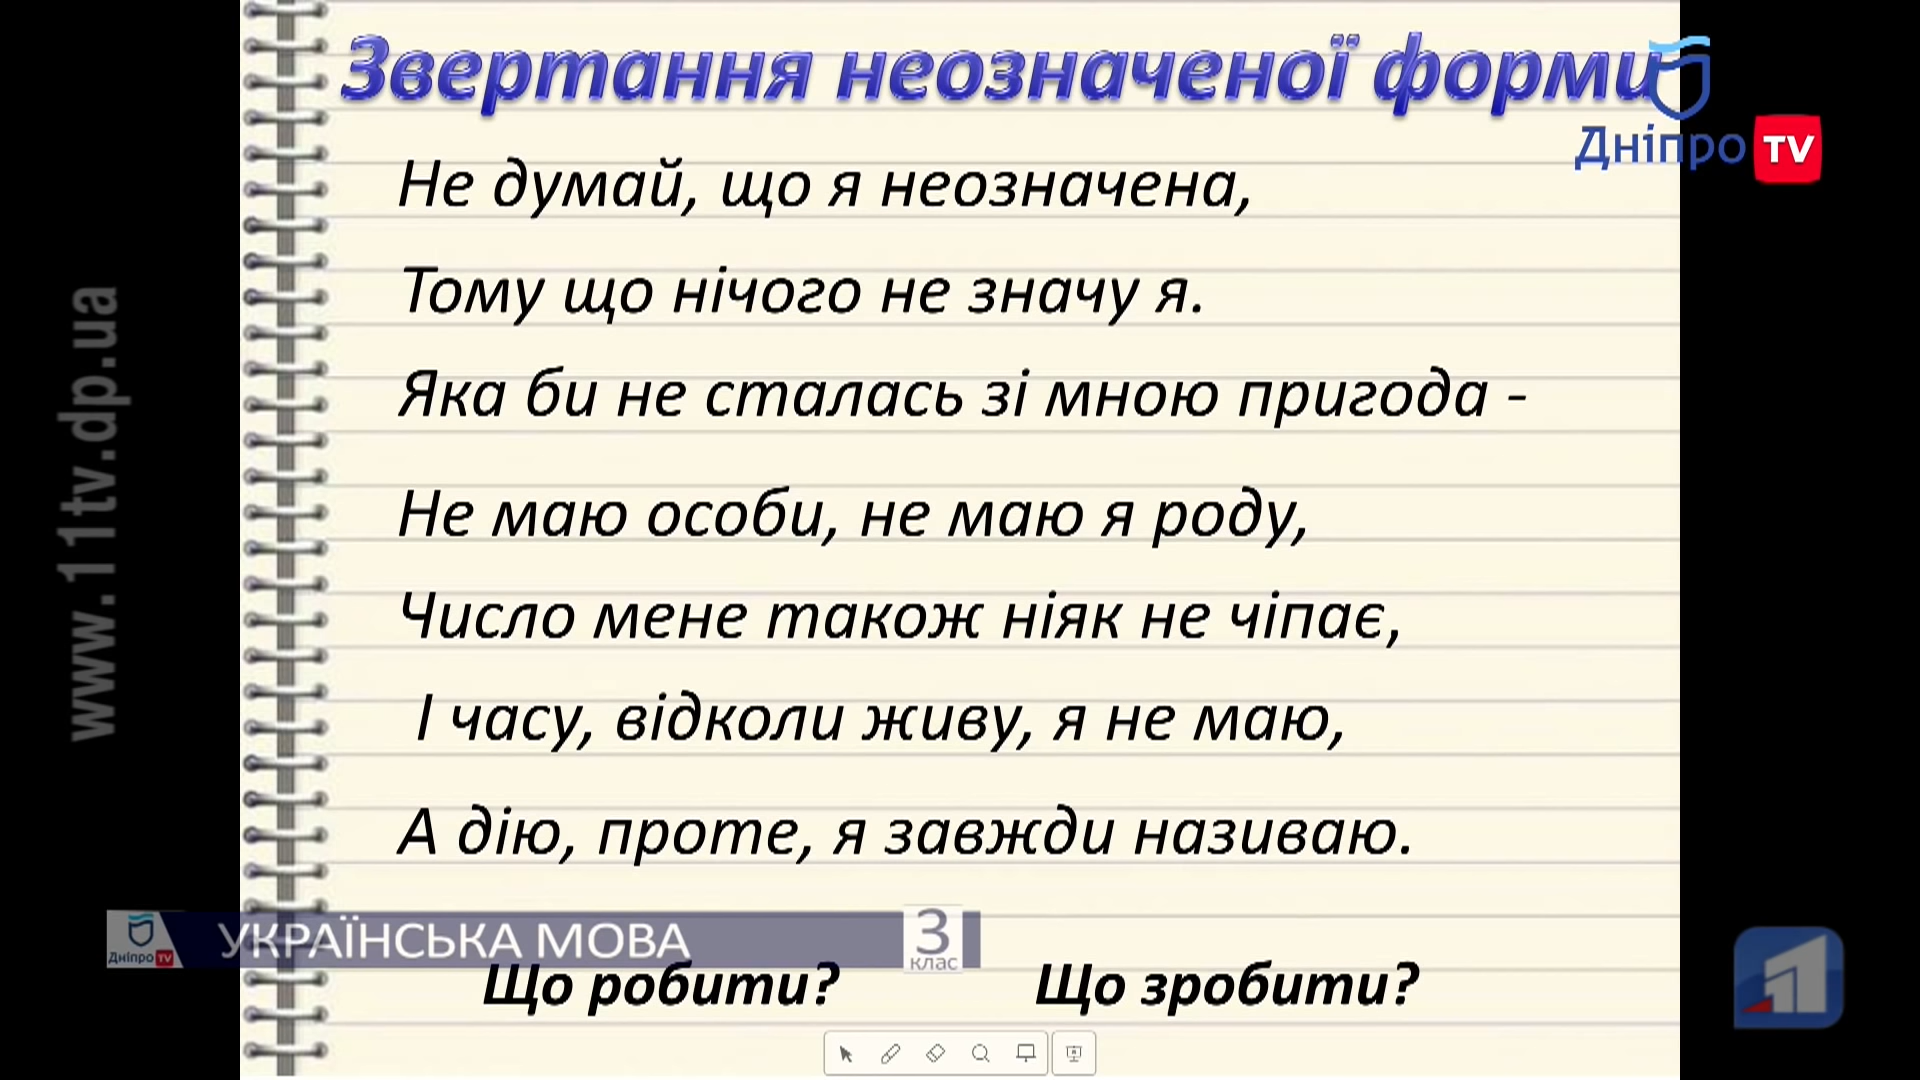 Звертання неозначеної форми
Дніпро TV
Не думай, що я неозначена,
Тому що нічого не значу я.
Яка би не сталась зі мною пригода -
Не маю особи, не маю я роду,
Число мене також ніяк не чіпає,
І часу, відколи живу, я не маю,
А дію, проте, я завжди називаю.
www.11tv.dp.ua
Дніпро TV
УКРАЇНСЬКА МОВА
3 клас
Що робити? Що зробити?
11